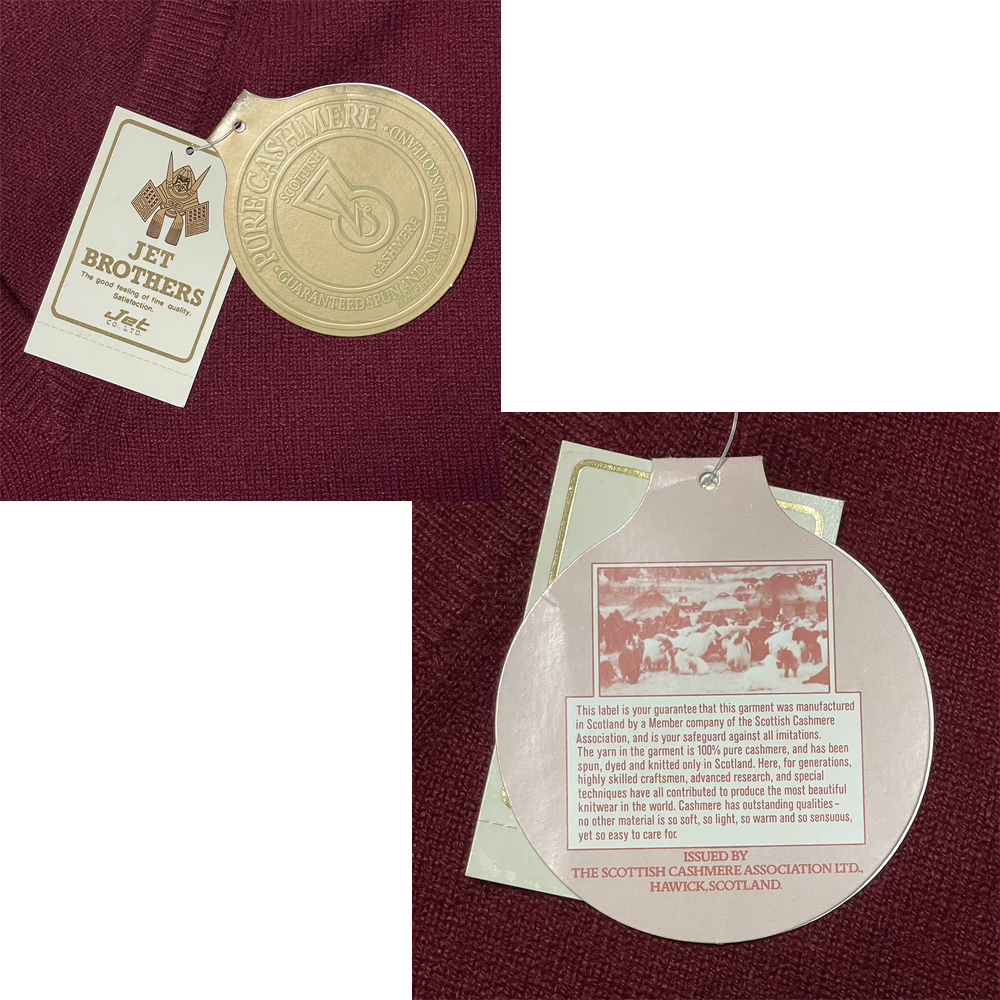 JET
BROTHERS
The good feeling of fine quality.
Satisfaction.
Jet
CO., LTD.
PURE CASHMERE
GUARANTEED SPUN AND KNITTED IN SCOTLAND
SCOTTISH
CASHMERE
This label is your guarantee that this garment was manufactured
in Scotland by a Member company of the Scottish Cashmere
Association, and is your safeguard against all imitations.
The yarn in the garment is 100% pure cashmere, and has been
spun, dyed and knitted only in Scotland. Here, for generations,
highly skilled craftsmen, advanced research, and special
techniques have all contributed to produce the most beautiful
knitwear in the world. Cashmere has outstanding qualities –
no other material is so soft, so light, so warm and so sensuous,
yet so easy to care for.
ISSUED BY
THE SCOTTISH CASHMERE ASSOCIATION LTD.,
HAWICK, SCOTLAND.